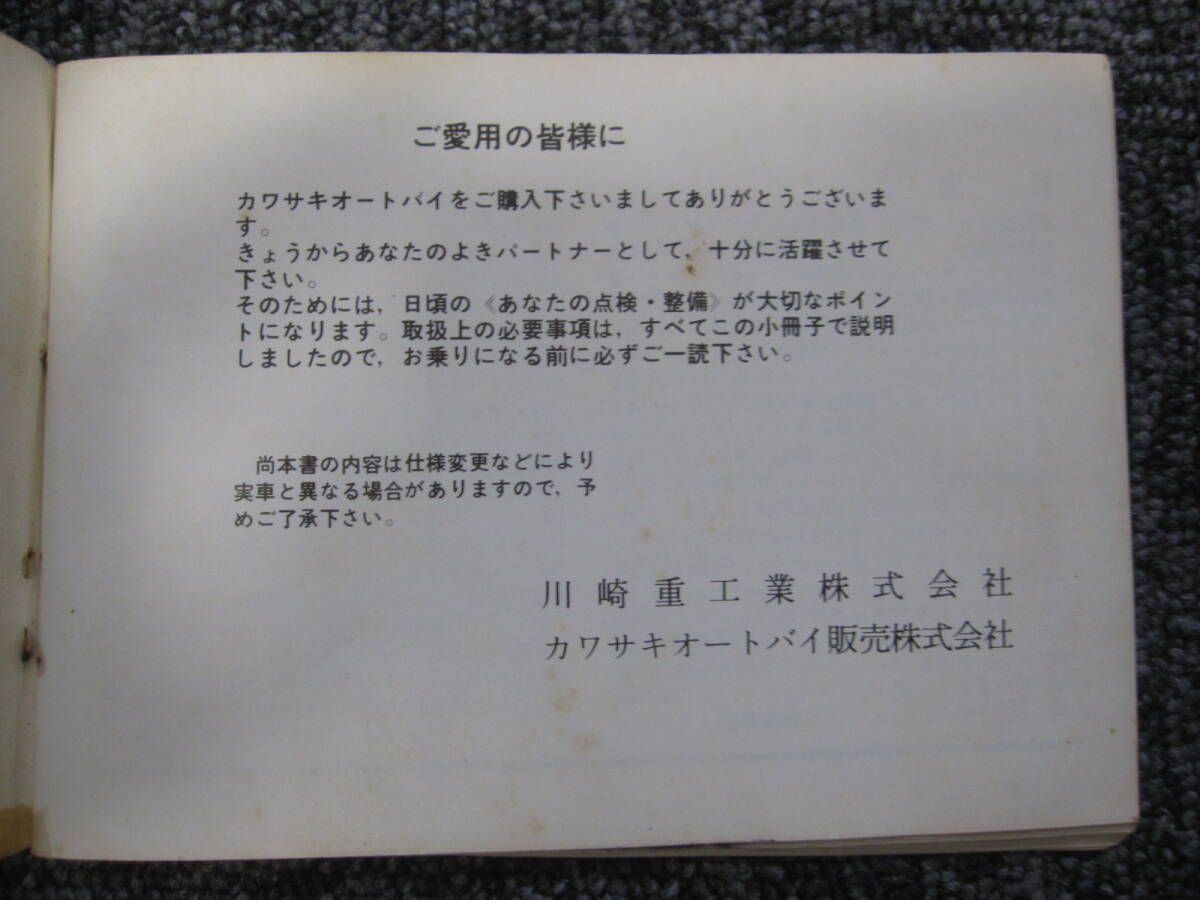 ご愛用の皆様に
カワサキオートバイをご購入下さいましてありがとうございま
す。
きょうからあなたのよきパートナーとして，十分に活躍させて
下さい。
そのためには，日頃の《あなたの点検・整備》が大切なポイン
トになります。取扱上の必要事項は，すべてこの小冊子で説明
しましたので，お乗りになる前に必ずご一読下さい。
尚本書の内容は仕様変更などにより
実車と異なる場合がありますので，予
めご了承下さい。
川崎重工業株式会社
カワサキオートバイ販売株式会社